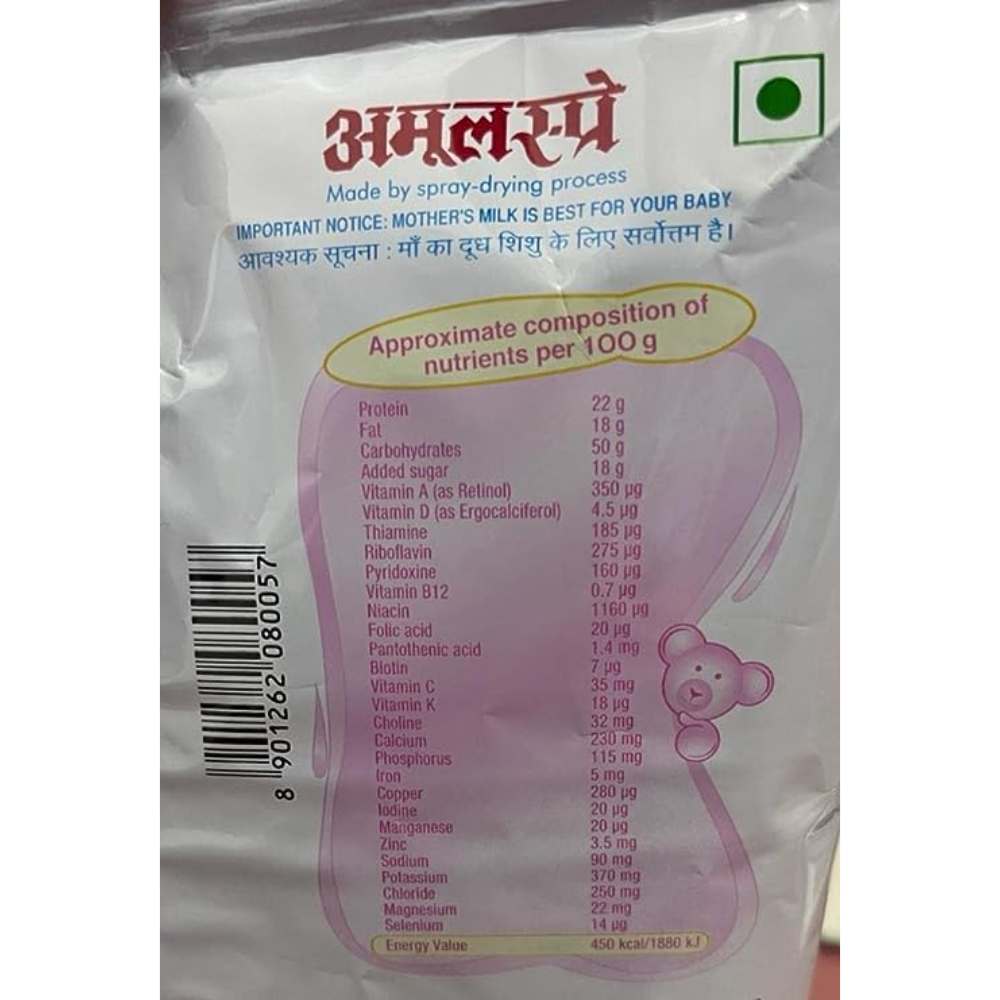 अमूलस्प्रे
Made by spray-drying process
IMPORTANT NOTICE: MOTHER'S MILK IS BEST FOR YOUR BABY
आवश्यक सूचना : माँ का दूध शिशु के लिए सर्वोत्तम है।
Approximate composition of
nutrients per 100 g
Protein 22 g
Fat 18 g
Carbohydrates 50 g
Added sugar 18 g
Vitamin A (as Retinol) 350 µg
Vitamin D (as Ergocalciferol) 4.5 µg
Thiamine 185 µg
Riboflavin 275 µg
Pyridoxine 160 µg
Vitamin B12 0.7 µg
Niacin 1160 µg
Folic acid 20 µg
Pantothenic acid 1.4 mg
Biotin 7 µg
Vitamin C 35 mg
Vitamin K 18 µg
Choline 32 mg
Calcium 230 mg
Phosphorus 115 mg
Iron 5 mg
Copper 280 µg
Iodine 20 µg
Manganese 20 µg
Zinc 3.5 mg
Sodium 90 mg
Potassium 370 mg
Chloride 250 mg
Magnesium 22 mg
Selenium 14 µg
Energy Value 450 kcal/1880 kJ
8 901262 080057